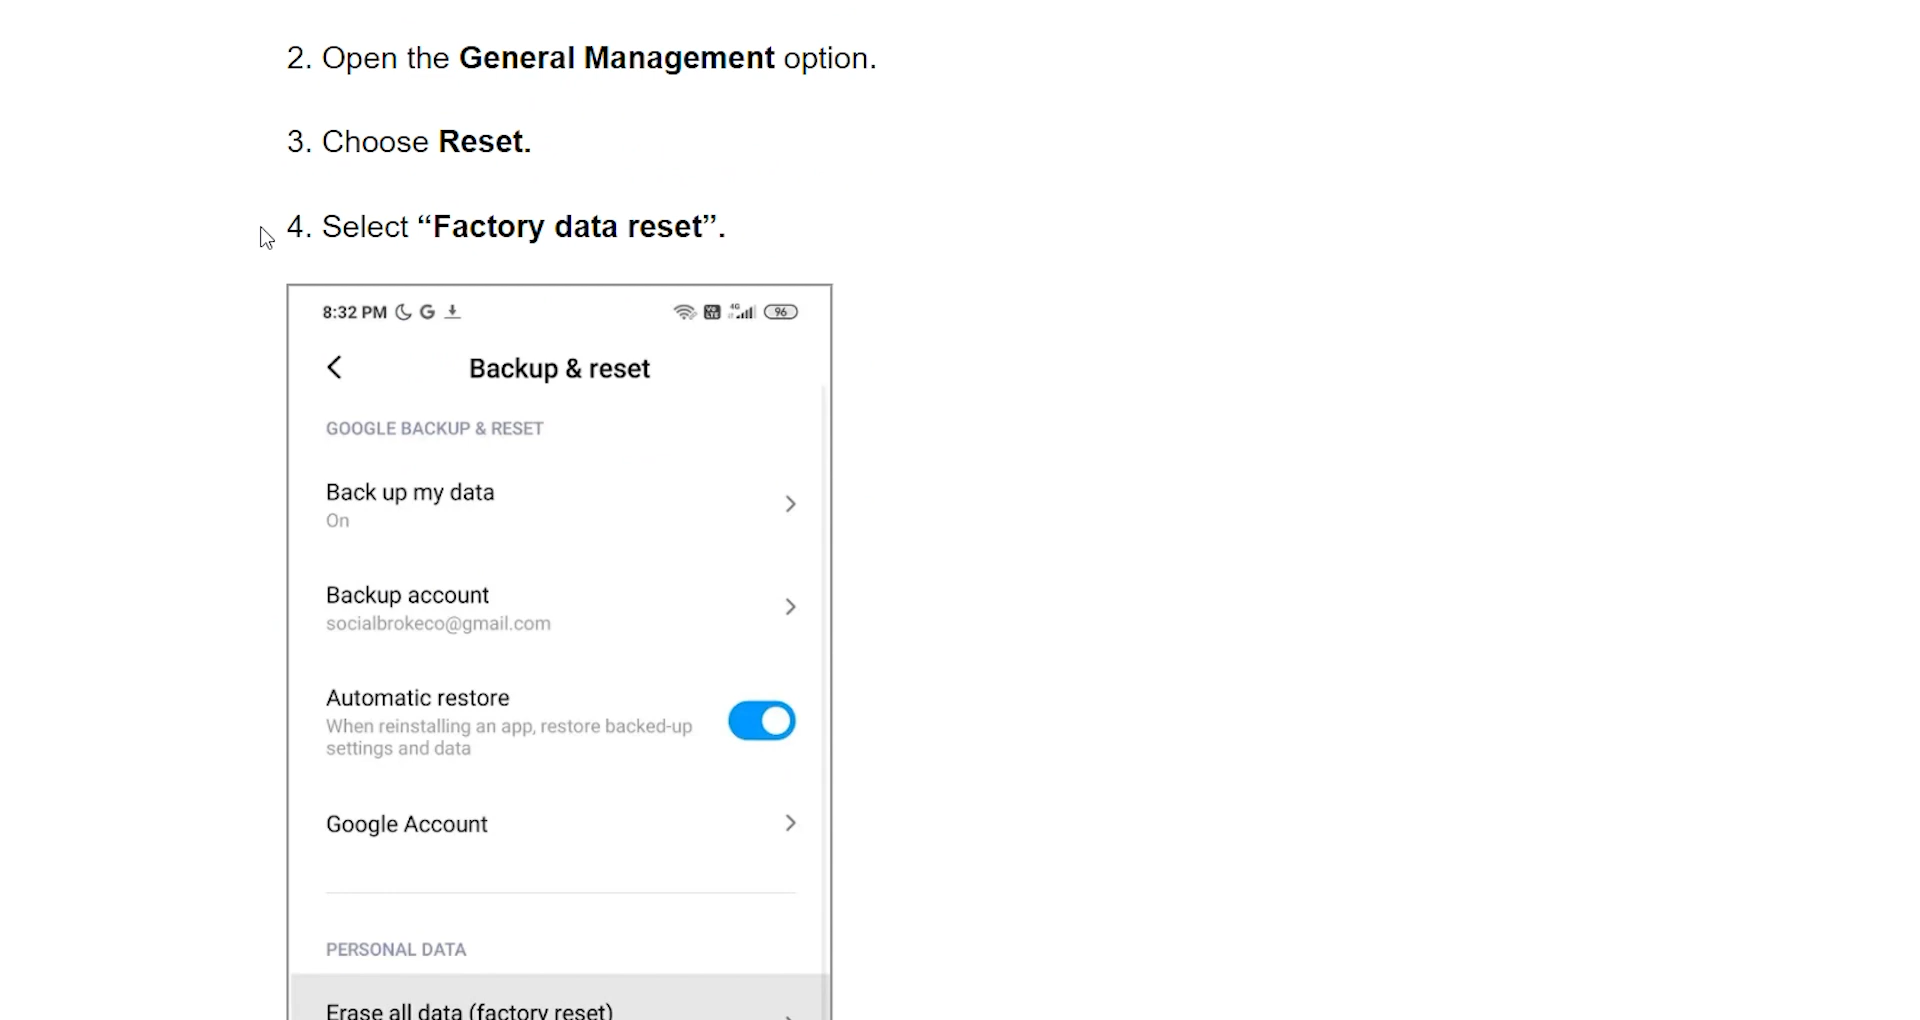 2. Open the General Management option.
3. Choose Reset.
4. Select “Factory data reset”.
8:32 PM G 4G 96
Backup & reset
GOOGLE BACKUP & RESET
Back up my data
On
Backup account
socialbrokeco@gmail.com
Automatic restore
When reinstalling an app, restore backed-up
settings and data
Google Account
PERSONAL DATA
Erase all data (factory reset)